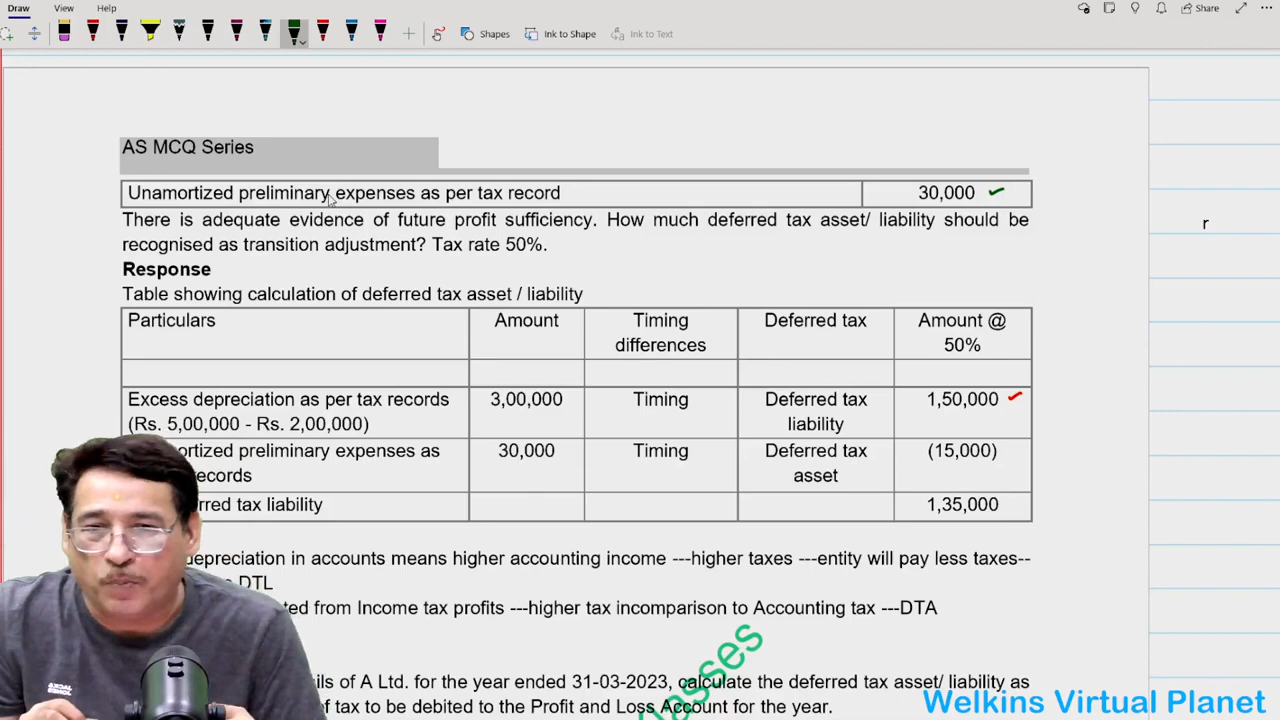 Draw View Help
Share
Shapes Ink to Shape Ink to Text
AS MCQ Series
Unamortized preliminary expenses as per tax record 30,000
There is adequate evidence of future profit sufficiency. How much deferred tax asset/ liability should be
r
recognised as transition adjustment? Tax rate 50%.
Response
Table showing calculation of deferred tax asset / liability
Particulars Amount Timing differences Deferred tax Amount @ 50%
Excess depreciation as per tax records (Rs. 5,00,000 - Rs. 2,00,000) 3,00,000 Timing Deferred tax liability 1,50,000
ortized preliminary expenses as ecords 30,000 Timing Deferred tax asset (15,000)
rred tax liability 1,35,000
depreciation in accounts means higher accounting income ---higher taxes ---entity will pay less taxes--
DTL
ted from Income tax profits ---higher tax incomparison to Accounting tax ---DTA
ils of A Ltd. for the year ended 31-03-2023, calculate the deferred tax asset/ liability as
f tax to be debited to the Profit and Loss Account for the year.
Classes
Welkins Virtual Planet